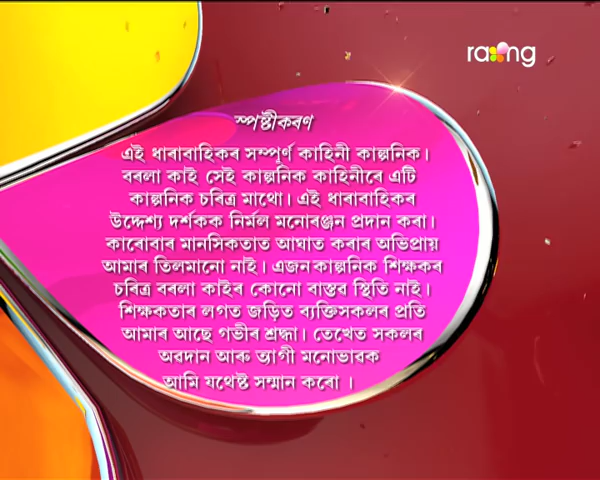 rang
স্পষ্টীকৰণ
এই ধাৰাবাহিকৰ সম্পূৰ্ণ কাহিনী কাল্পনিক।
বৰলা কাই সেই কাল্পনিক কাহিনীৰে এটি
কাল্পনিক চৰিত্ৰ মাথো। এই ধাৰাবাহিকৰ
উদ্দেশ্য দৰ্শকক নিৰ্মল মনোৰঞ্জন প্ৰদান কৰা।
কাৰোবাৰ মানসিকতাত আঘাত কৰাৰ অভিপ্ৰায়
আমাৰ তিলমানো নাই। এজন কাল্পনিক শিক্ষকৰ
চৰিত্ৰ বৰলা কাইৰ কোনো বাস্তৱ স্থিতি নাই।
শিক্ষকতাৰ লগত জড়িত ব্যক্তিসকলৰ প্ৰতি
আমাৰ আছে গভীৰ শ্ৰদ্ধা। তেখেত সকলৰ
অৱদান আৰু ত্যাগী মনোভাৱক
আমি যথেষ্ট সন্মান কৰো ।